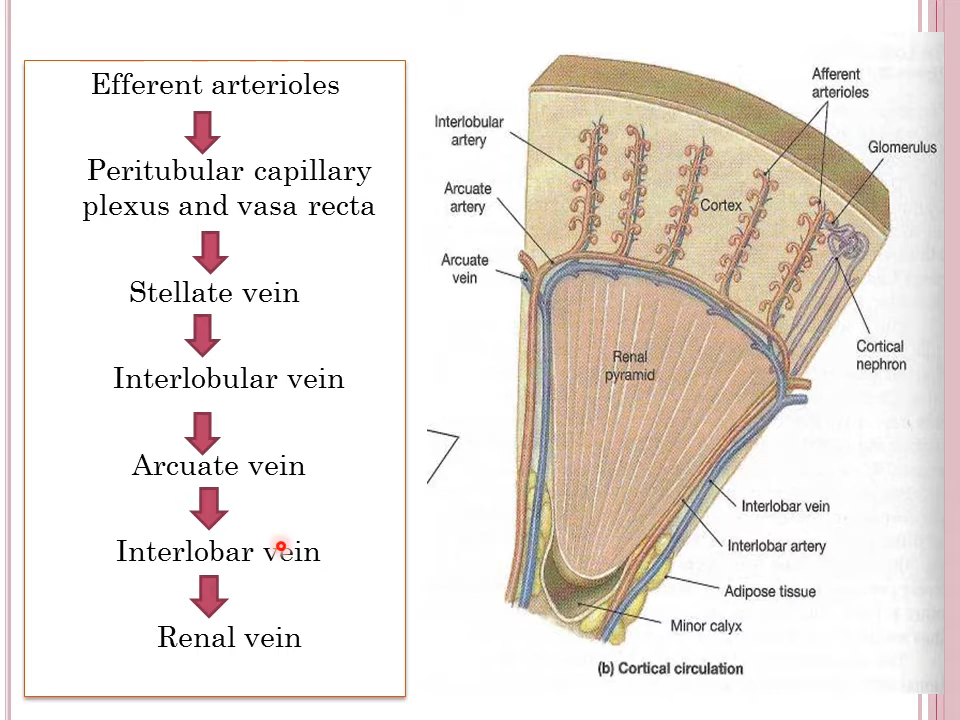 Efferent arterioles
Peritubular capillary
plexus and vasa recta
Stellate vein
Interlobular vein
Arcuate vein
Interlobar vein
Renal vein
Afferent
arterioles
Interlobular
artery
Glomerulus
Arcuate
artery
Cortex
Arcuate
vein
Cortical
nephron
Renal
pyramid
Interlobar vein
Interlobar artery
Adipose tissue
Minor calyx
(b) Cortical circulation